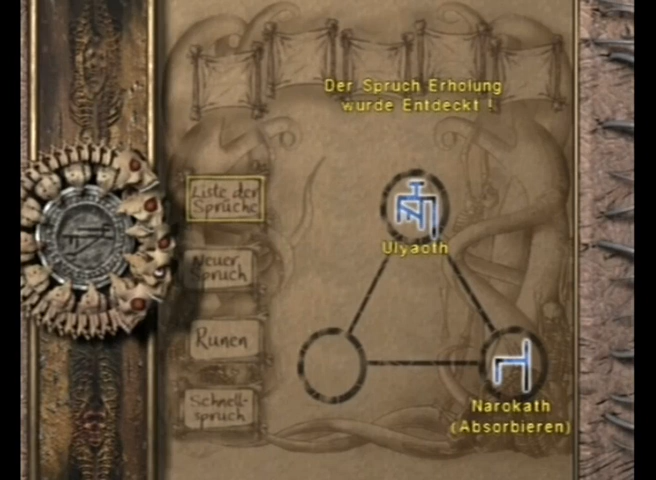 Der Spruch Erholung
wurde Entdeckt !
Liste der
Sprüche
Ulyaoth
Neuer
Spruch
Runen
Schnell-
spruch
Narokath
(Absorbieren)